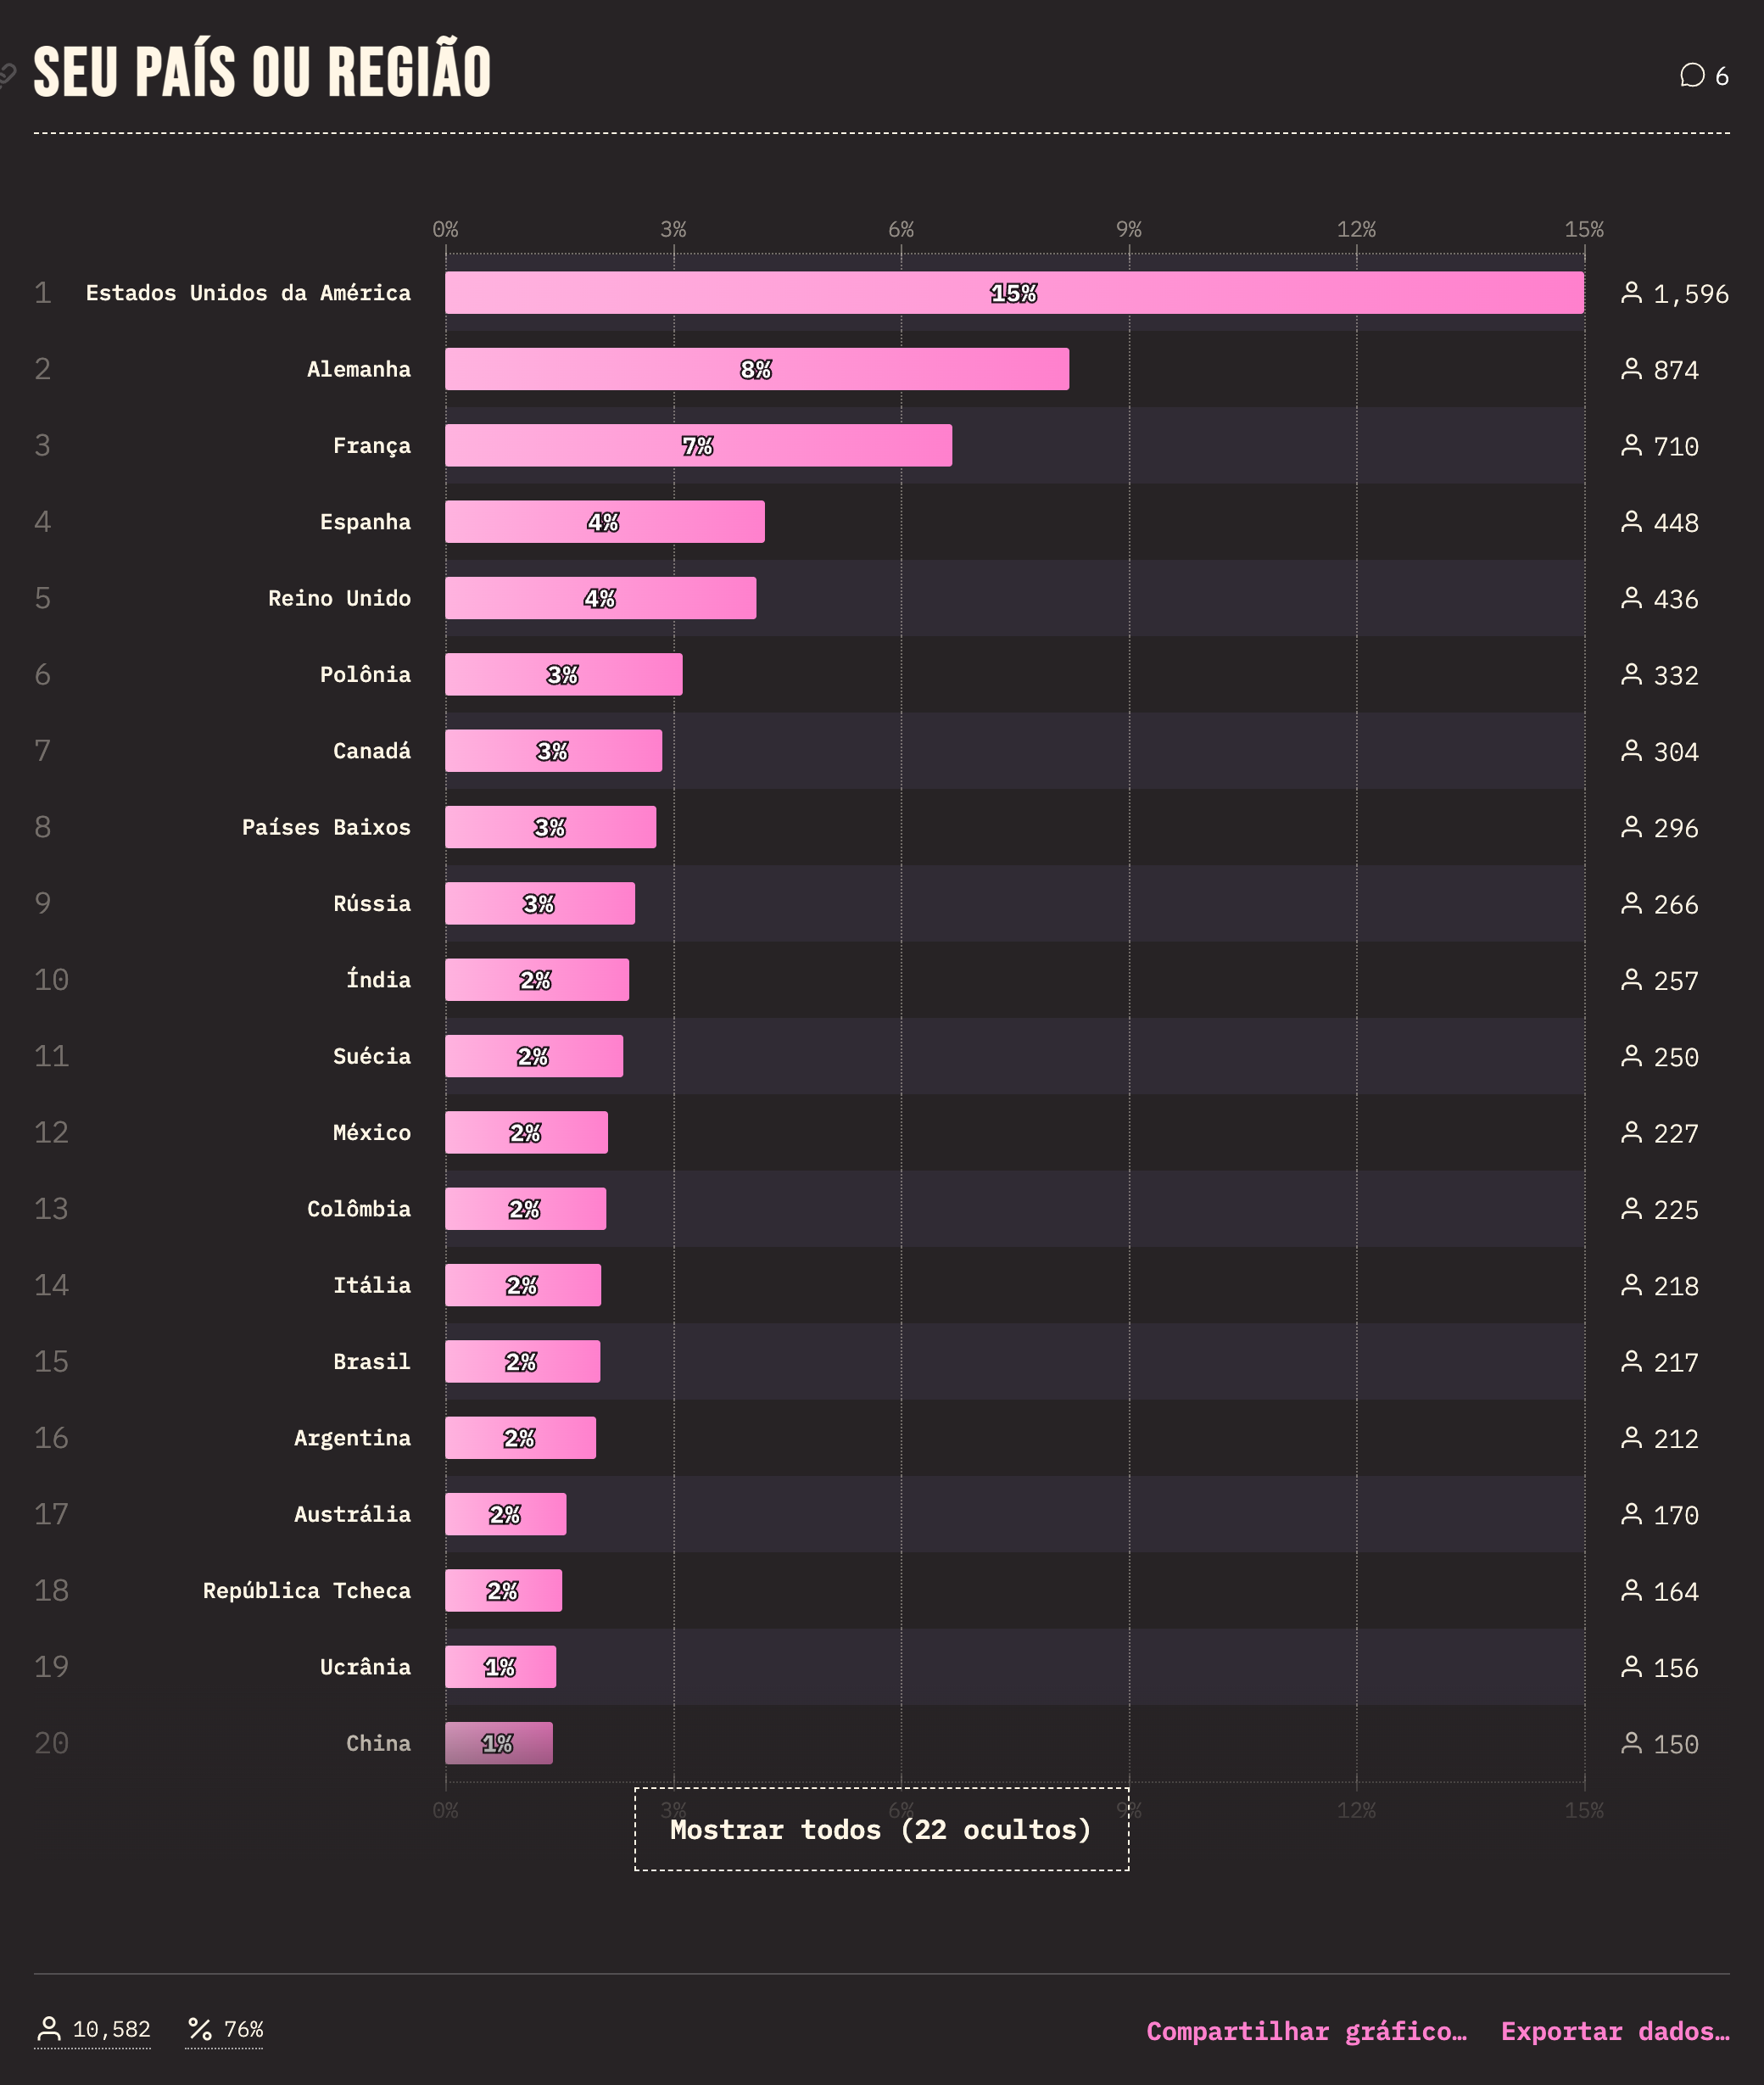 SEU PAÍS OU REGIÃO
6
0% 3% 6% 9% 12% 15%
1 Estados Unidos da América 15% 1,596
2 Alemanha 8% 874
3 França 7% 710
4 Espanha 4% 448
5 Reino Unido 4% 436
6 Polônia 3% 332
7 Canadá 3% 304
8 Países Baixos 3% 296
9 Rússia 3% 266
10 Índia 2% 257
11 Suécia 2% 250
12 México 2% 227
13 Colômbia 2% 225
14 Itália 2% 218
15 Brasil 2% 217
16 Argentina 2% 212
17 Austrália 2% 170
18 República Tcheca 2% 164
19 Ucrânia 1% 156
20 China 1% 150
0% 3% 6% 9% 12% 15%
Mostrar todos (22 ocultos)
10,582 % 76% Compartilhar gráfico… Exportar dados…